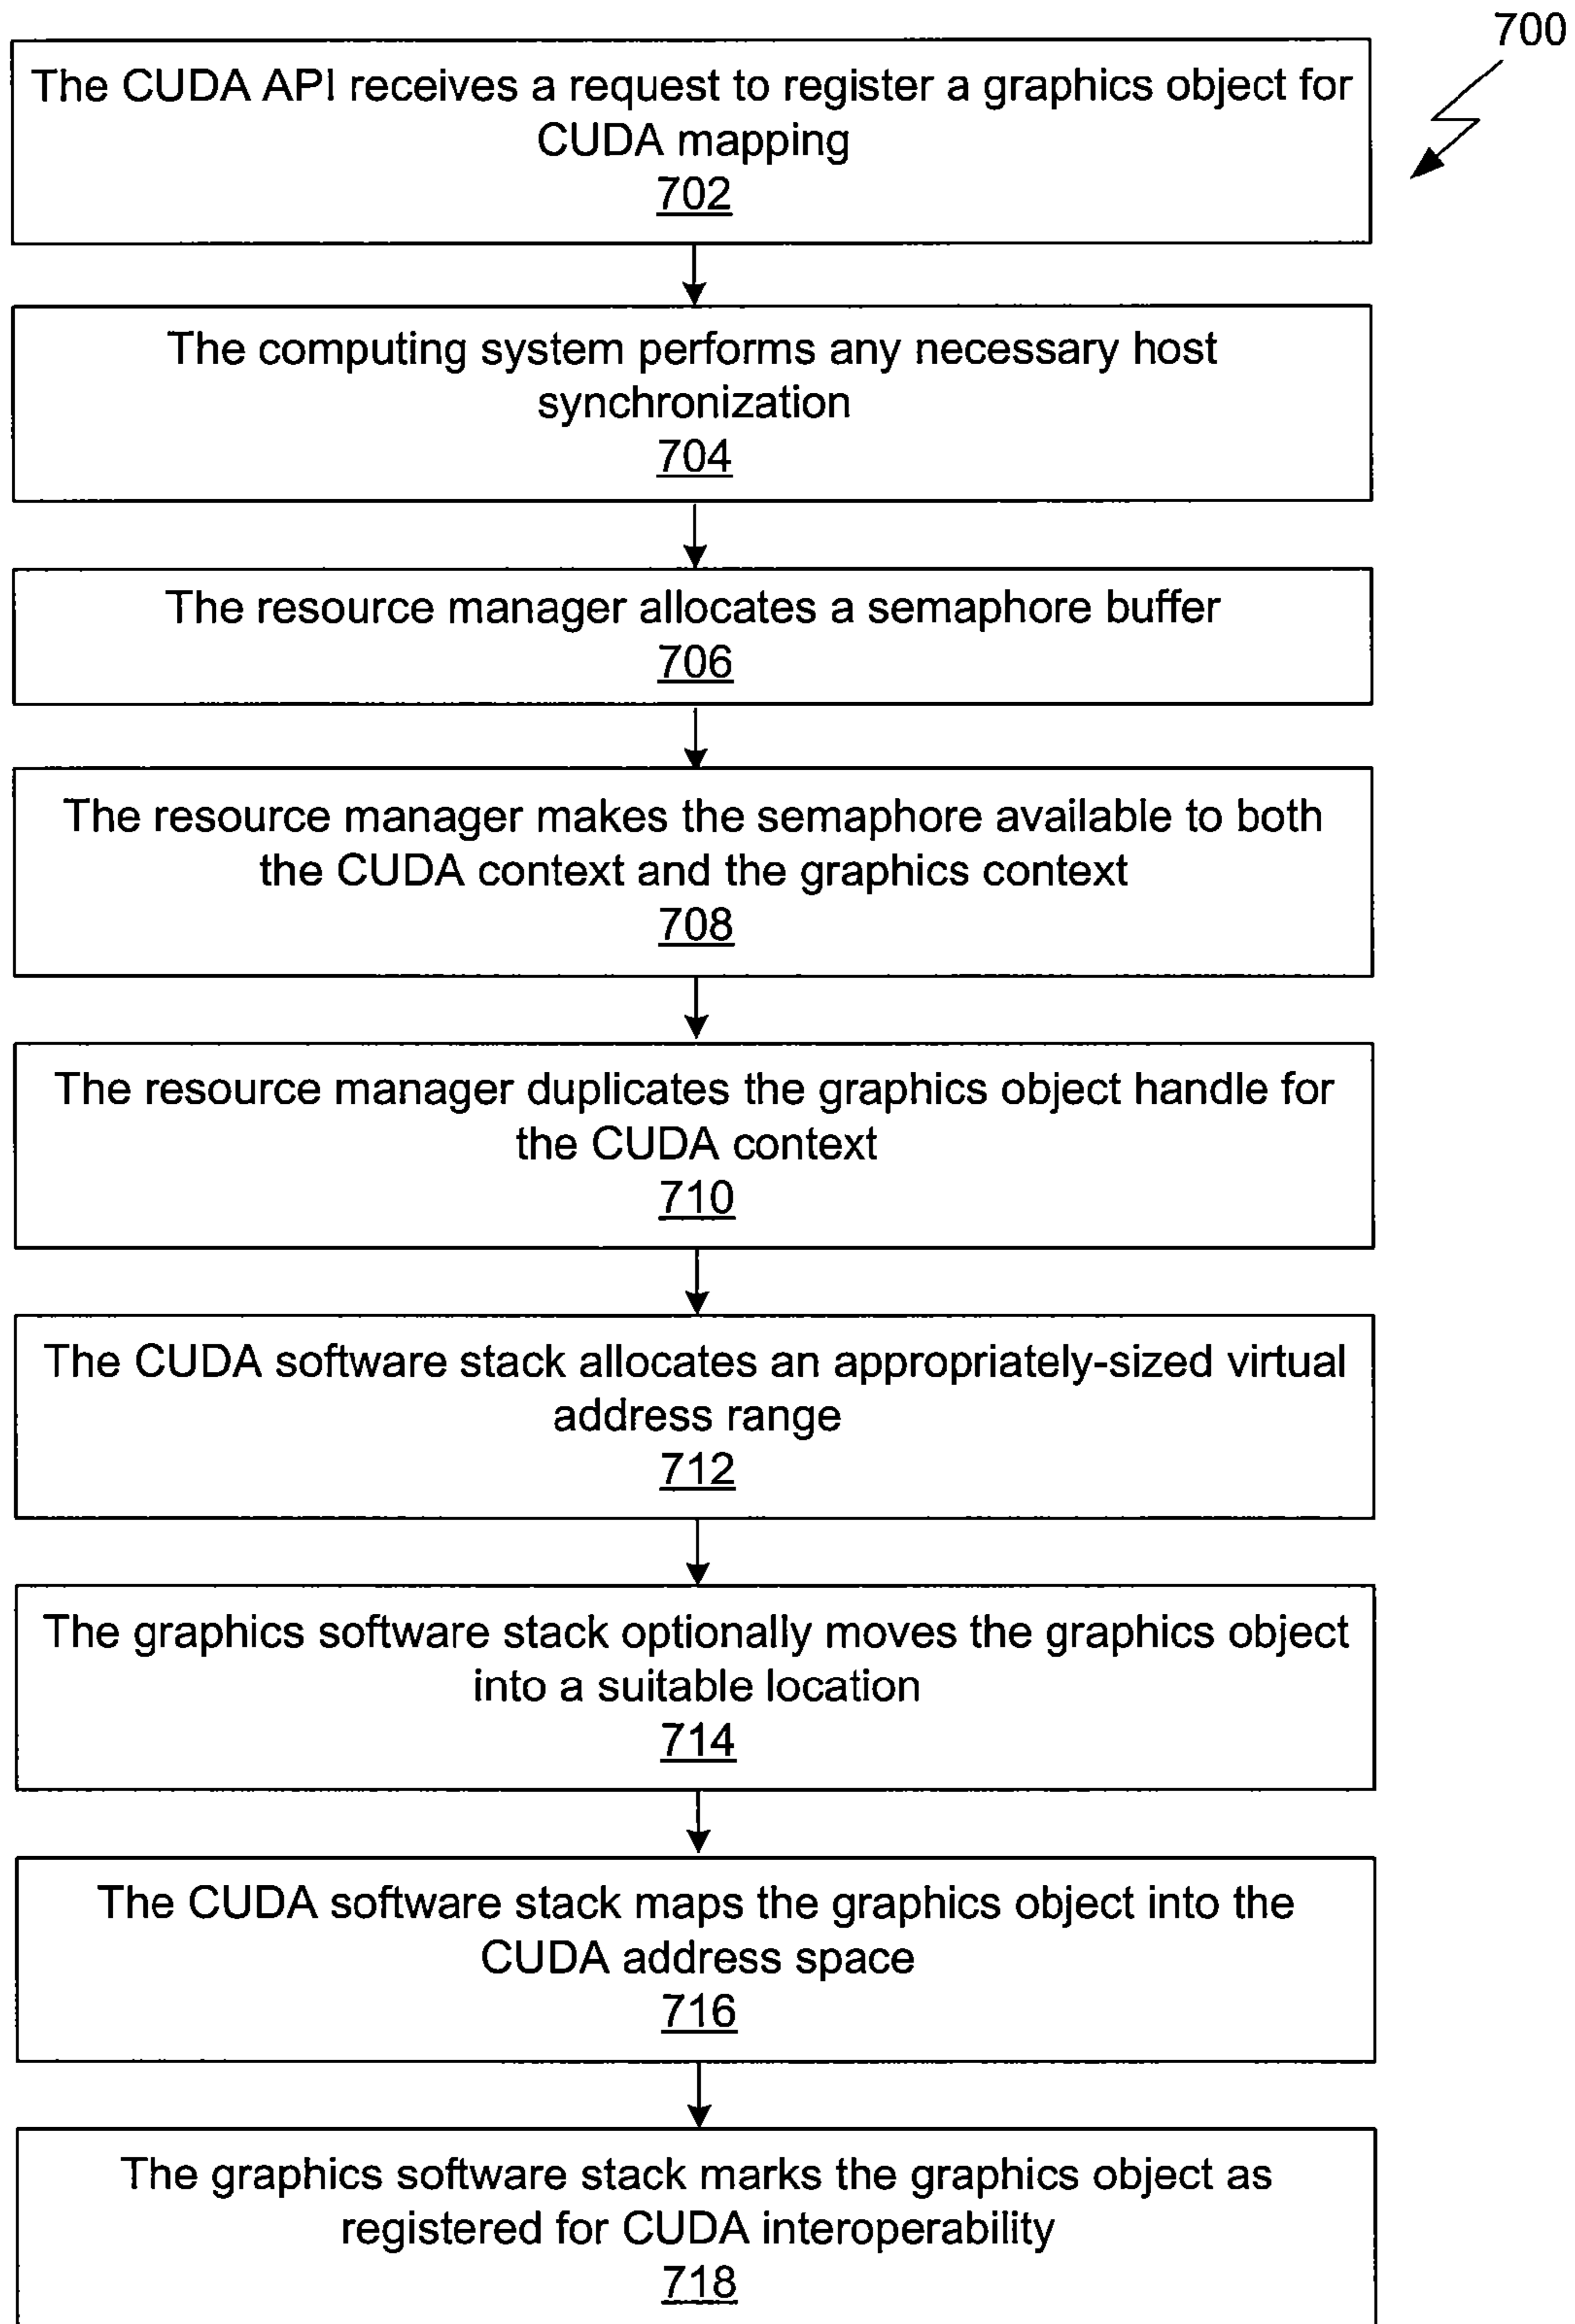 700
The CUDA API receives a request to register a graphics object for
CUDA mapping
702
The computing system performs any necessary host
synchronization
704
The resource manager allocates a semaphore buffer
706
The resource manager makes the semaphore available to both
the CUDA context and the graphics context
708
The resource manager duplicates the graphics object handle for
the CUDA context
710
The CUDA software stack allocates an appropriately-sized virtual
address range
712
The graphics software stack optionally moves the graphics object
into a suitable location
714
The CUDA software stack maps the graphics object into the
CUDA address space
716
The graphics software stack marks the graphics object as
registered for CUDA interoperability
718